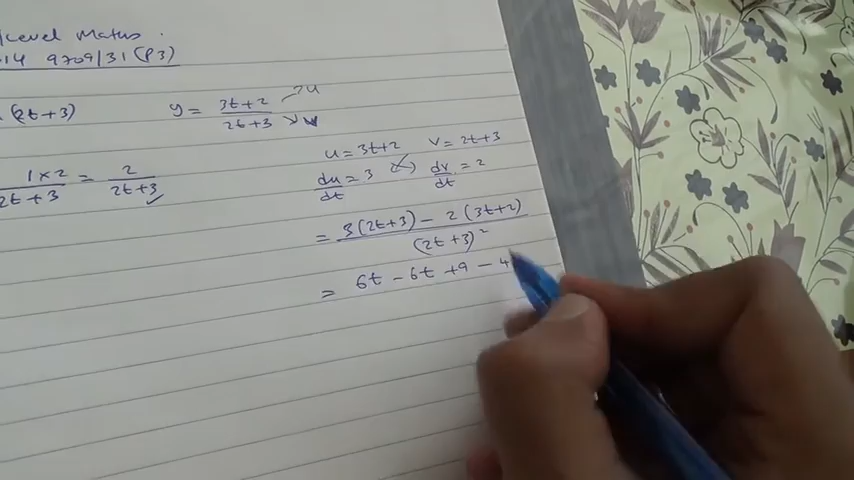 Level Maths.
14 9709/31 (P3)
(2t+3) y = 3t+2 / 2t+3 → u → v
u = 3t+2 v = 2t+3
1×2 / 2t+3 = 2 / 2t+3 ✓ du/dt = 3 dv/dt = 2
= 3(2t+3) - 2(3t+2) / (2t+3)²
= 6t - 6t + 9 - 4